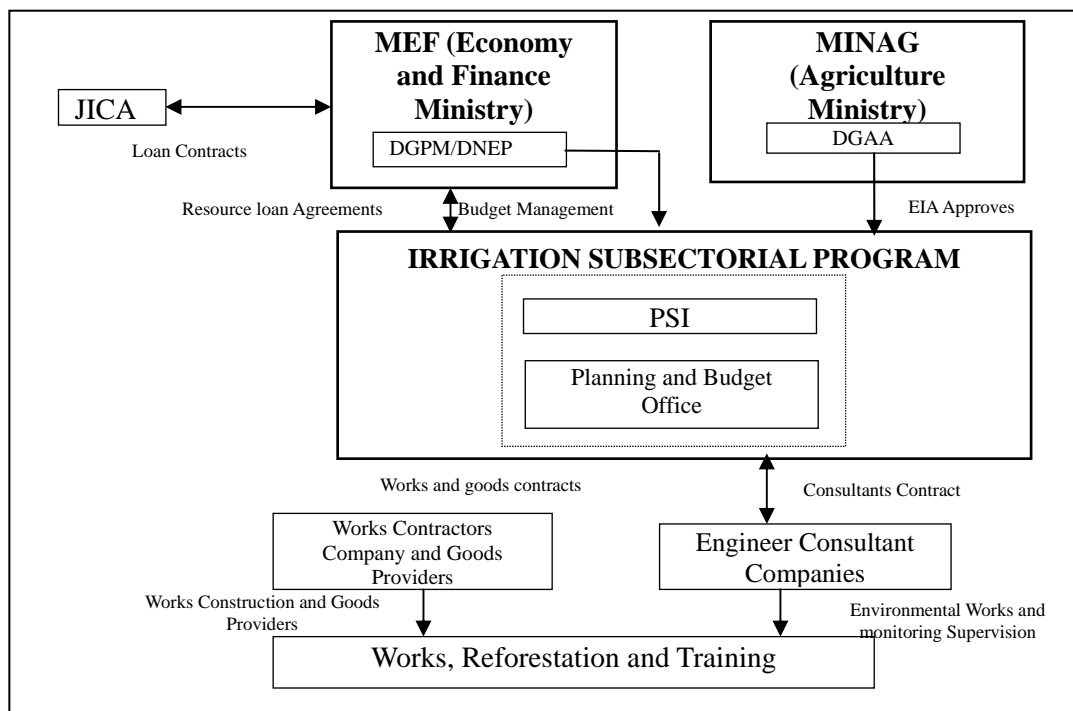 MEF (Economy
and Finance
Ministry)
MINAG
(Agriculture
Ministry)
JICA
DGPM/DNEP
DGAA
Loan Contracts
Resource loan Agreements
Budget Management
EIA Approves
IRRIGATION SUBSECTORIAL PROGRAM
PSI
Planning and Budget
Office
Works and goods contracts
Consultants Contract
Works Contractors
Company and Goods
Providers
Engineer Consultant
Companies
Works Construction and Goods
Providers
Environmental Works and
monitoring Supervision
Works, Reforestation and Training